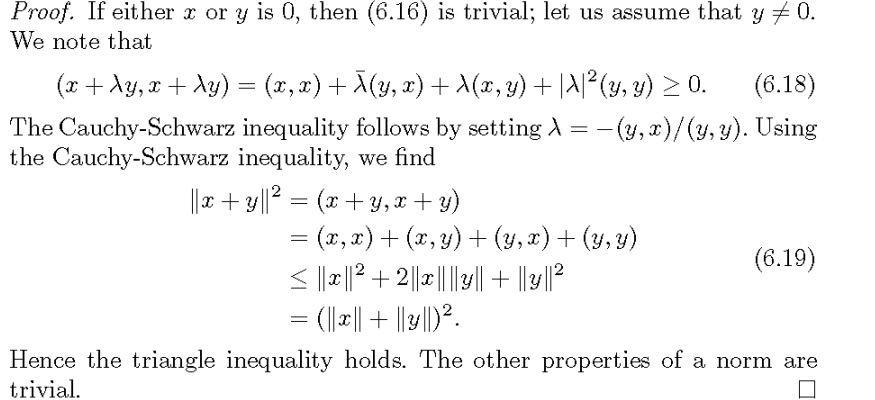 Proof. If either x or y is 0, then (6.16) is trivial; let us assume that y ≠ 0.
We note that
(x + λy, x + λy) = (x, x) + λ̄(y, x) + λ(x, y) + |λ|²(y, y) ≥ 0. (6.18)
The Cauchy-Schwarz inequality follows by setting λ = −(y, x)/(y, y). Using
the Cauchy-Schwarz inequality, we find
‖x + y‖² = (x + y, x + y)
= (x, x) + (x, y) + (y, x) + (y, y)
≤ ‖x‖² + 2‖x‖‖y‖ + ‖y‖²
= (‖x‖ + ‖y‖)².
(6.19)
Hence the triangle inequality holds. The other properties of a norm are
trivial. □